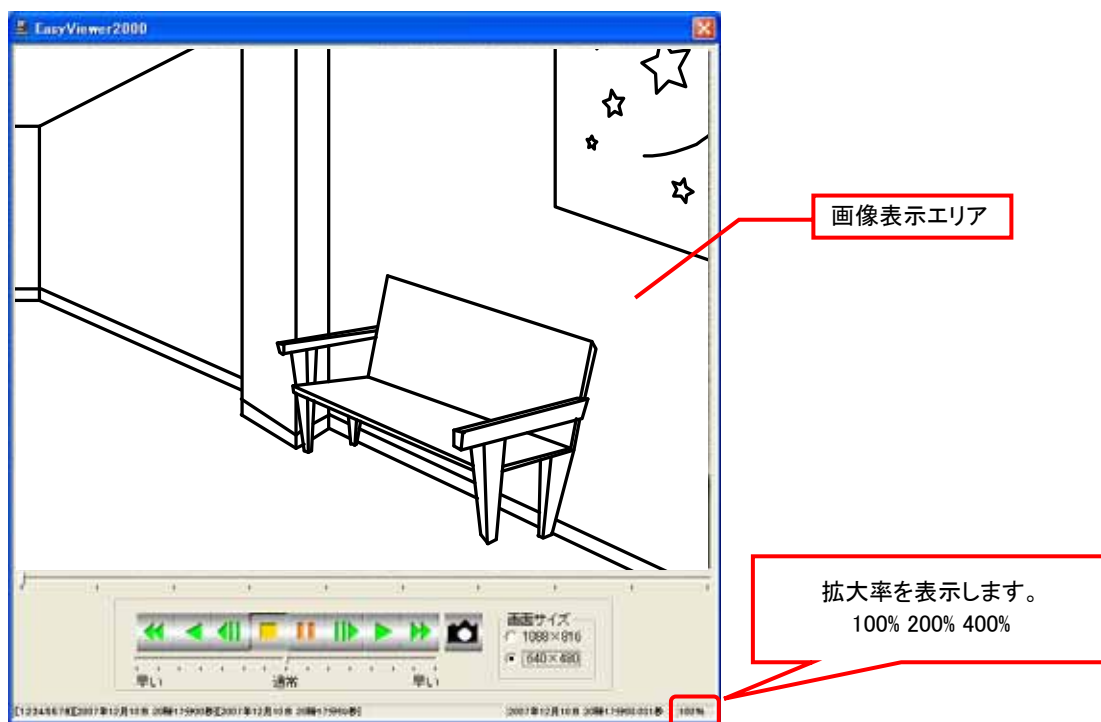 EasyViewer2000
画像表示エリア
拡大率を表示します。
100% 200% 400%
画面サイズ
1088×816
640×480
早い 通常 早い
100%